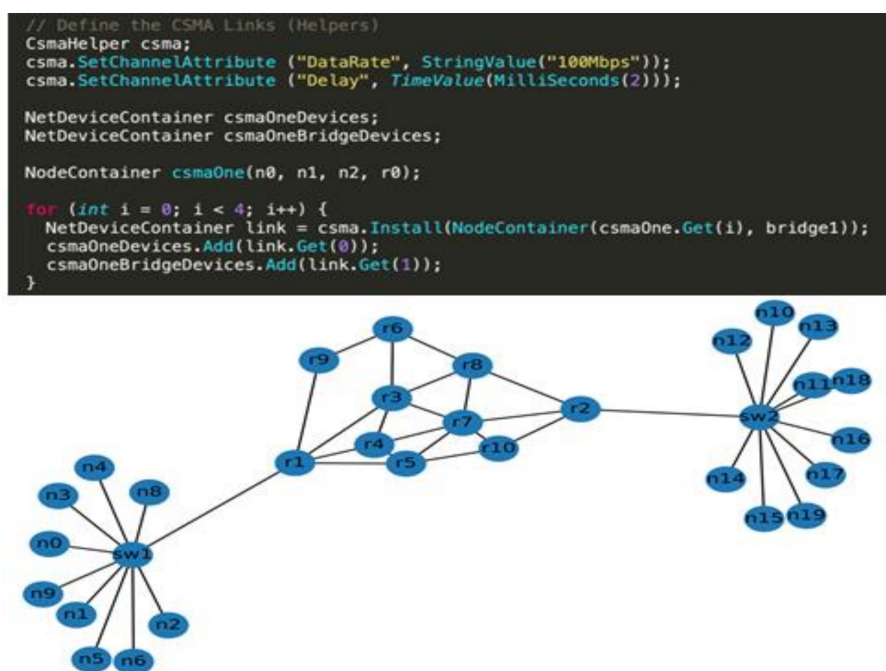 // Define the CSMA Links (Helpers)
CsmaHelper csma;
csma.SetChannelAttribute ("DataRate", StringValue("100Mbps"));
csma.SetChannelAttribute ("Delay", TimeValue(MilliSeconds(2)));
NetDeviceContainer csmaOneDevices;
NetDeviceContainer csmaOneBridgeDevices;
NodeContainer csmaOne(n0, n1, n2, r0);
for (int i = 0; i < 4; i++) {
NetDeviceContainer link = csma.Install(NodeContainer(csmaOne.Get(i), bridge1));
csmaOneDevices.Add(link.Get(0));
csmaOneBridgeDevices.Add(link.Get(1));
}
n10
r6
n13
n12
r9
r8
n11
n18
r3
r2
sw2
r7
n16
r4
r10
r1
r5
n4
n17
n14
n8
n3
n15
n19
n0
sw1
n9
n1
n2
n5
n6